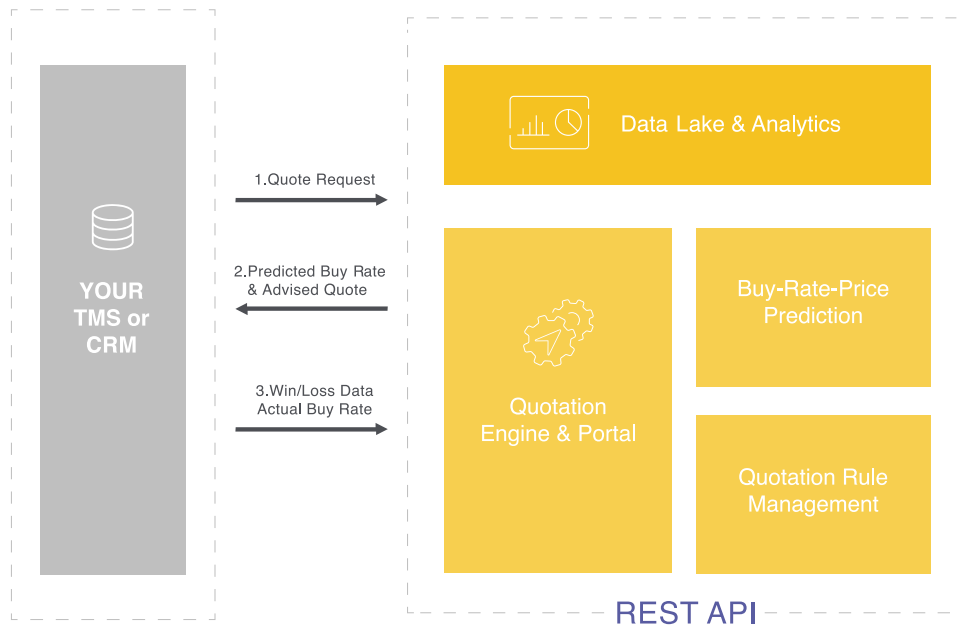 YOUR
TMS or
CRM
1.Quote Request
2.Predicted Buy Rate
& Advised Quote
3.Win/Loss Data
Actual Buy Rate
Data Lake & Analytics
Quotation
Engine & Portal
Buy-Rate-Price
Prediction
Quotation Rule
Management
REST API